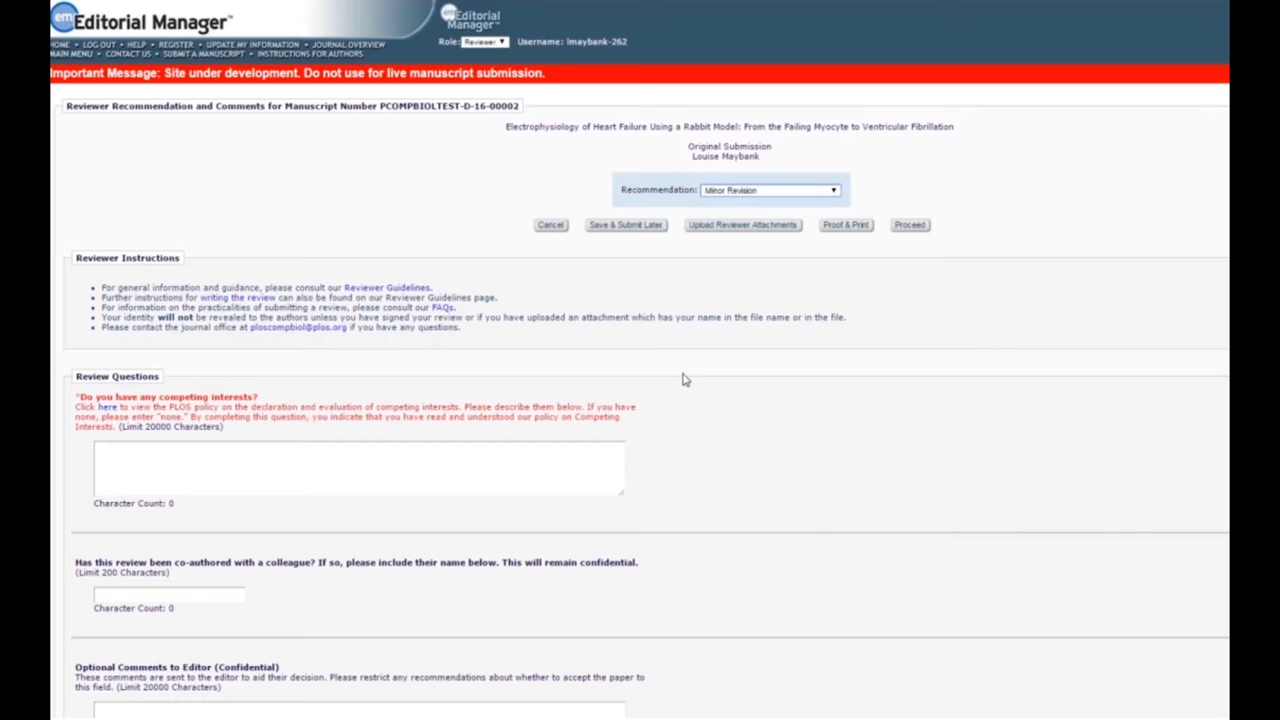 em Editorial Manager™
Editorial Manager™
HOME • LOG OUT • HELP • REGISTER • UPDATE MY INFORMATION • JOURNAL OVERVIEW
MAIN MENU • CONTACT US • SUBMIT A MANUSCRIPT • INSTRUCTIONS FOR AUTHORS
Role: Reviewer Username: lmaybank-262
Important Message: Site under development. Do not use for live manuscript submission.
Reviewer Recommendation and Comments for Manuscript Number PCOMPBIOLTEST-D-16-00002
Electrophysiology of Heart Failure Using a Rabbit Model: From the Failing Myocyte to Ventricular Fibrillation
Original Submission
Louise Maybank
Recommendation: Minor Revision
Cancel Save & Submit Later Upload Reviewer Attachments Proof & Print Proceed
Reviewer Instructions
• For general information and guidance, please consult our Reviewer Guidelines.
• Further instructions for writing the review can also be found on our Reviewer Guidelines page.
• For information on the practicalities of submitting a review, please consult our FAQs.
• Your identity will not be revealed to the authors unless you have signed your review or if you have uploaded an attachment which has your name in the file name or in the file.
• Please contact the journal office at ploscompbiol@plos.org if you have any questions.
Review Questions
*Do you have any competing interests?
Click here to view the PLOS policy on the declaration and evaluation of competing interests. Please describe them below. If you have
none, please enter "none." By completing this question, you indicate that you have read and understood our policy on Competing
Interests. (Limit 20000 Characters)
Character Count: 0
Has this review been co-authored with a colleague? If so, please include their name below. This will remain confidential.
(Limit 200 Characters)
Character Count: 0
Optional Comments to Editor (Confidential)
These comments are sent to the editor to aid their decision. Please restrict any recommendations about whether to accept the paper to
this field. (Limit 20000 Characters)